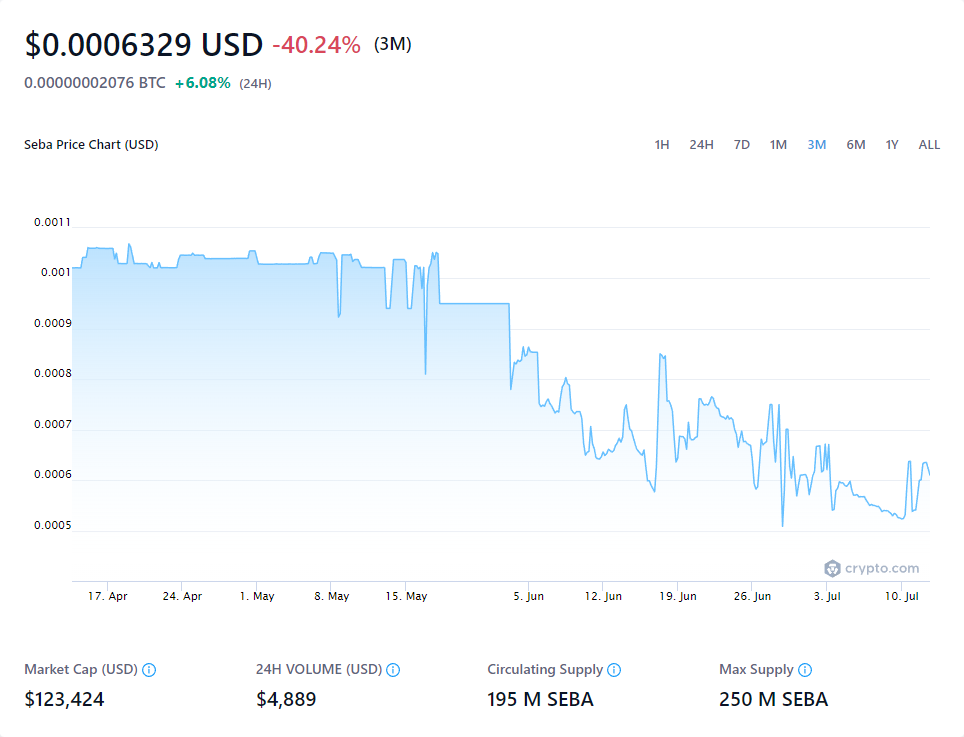 $0.0006329 USD -40.24% (3M)
0.00000002076 BTC +6.08% (24H)
Seba Price Chart (USD) 1H 24H 7D 1M 3M 6M 1Y ALL
0.0011
0.001
0.0009
0.0008
0.0007
0.0006
0.0005
crypto.com
17. Apr 24. Apr 1. May 8. May 15. May 5. Jun 12. Jun 19. Jun 26. Jun 3. Jul 10. Jul
Market Cap (USD) 24H VOLUME (USD) Circulating Supply Max Supply
$123,424 $4,889 195 M SEBA 250 M SEBA